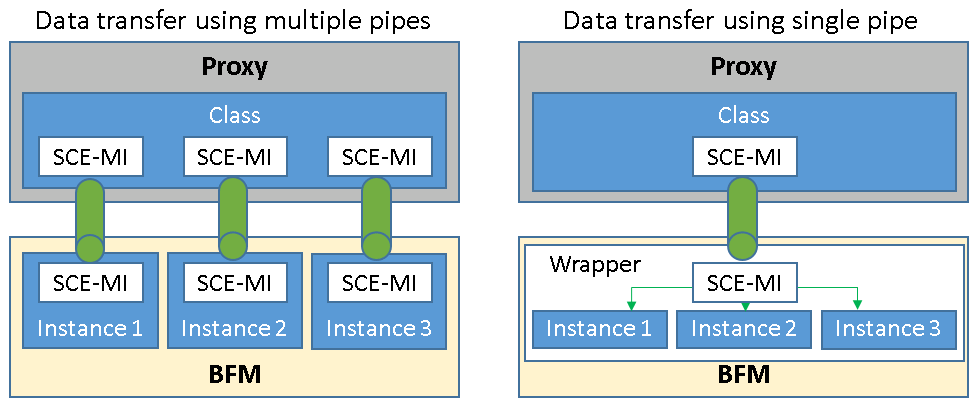 Data transfer using multiple pipes
Proxy
Class
SCE-MI SCE-MI SCE-MI
SCE-MI SCE-MI SCE-MI
Instance 1 Instance 2 Instance 3
BFM
Data transfer using single pipe
Proxy
Class
SCE-MI
Wrapper
SCE-MI
Instance 1 Instance 2 Instance 3
BFM